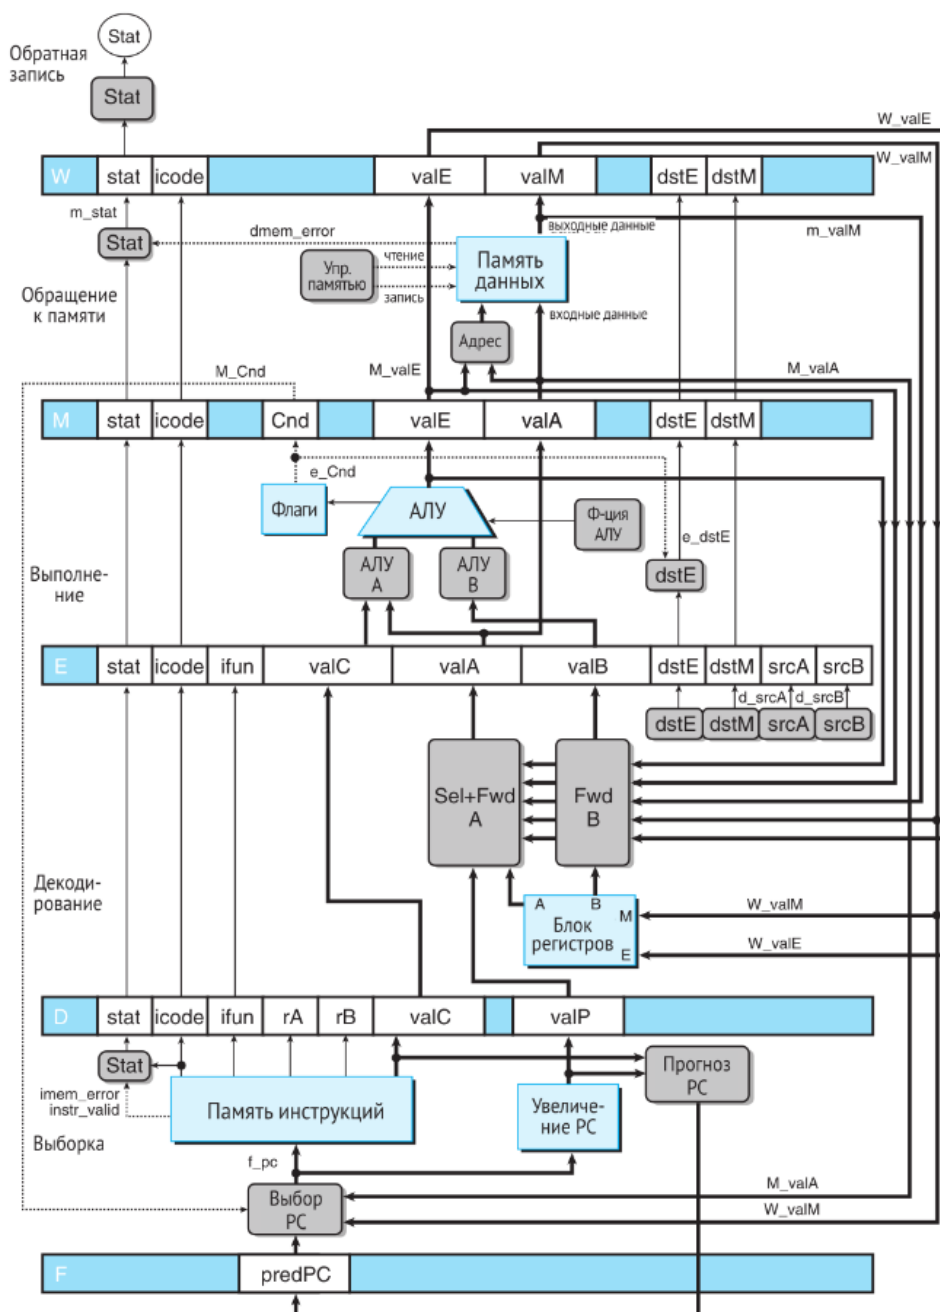 Stat
Обратная
запись
Stat
W_valE
W_valM
W
stat
icode
valE
valM
dstE
dstM
m_stat
Stat
dmem_error
выходные данные
m_valM
Упр.
памятью
чтение
запись
Память
данных
Обращение
к памяти
входные данные
Адрес
M_Cnd
M_valE
M_valA
M
stat
icode
Cnd
valE
valA
dstE
dstM
e_Cnd
Флаги
АЛУ
Ф-ция
АЛУ
e_dstE
АЛУ
A
АЛУ
B
dstE
Выполне-
ние
E
stat
icode
ifun
valC
valA
valB
dstE
dstM
srcA
srcB
d_srcA
d_srcB
dstE
dstM
srcA
srcB
Sel+Fwd
A
Fwd
B
Декоди-
рование
A
B
M
E
Блок
регистров
W_valM
W_valE
D
stat
icode
ifun
rA
rB
valC
valP
Stat
imem_error
instr_valid
Память инструкций
Увеличе-
ние PC
Прогноз
PC
Выборка
f_pc
Выбор
PC
M_valA
W_valM
F
predPC